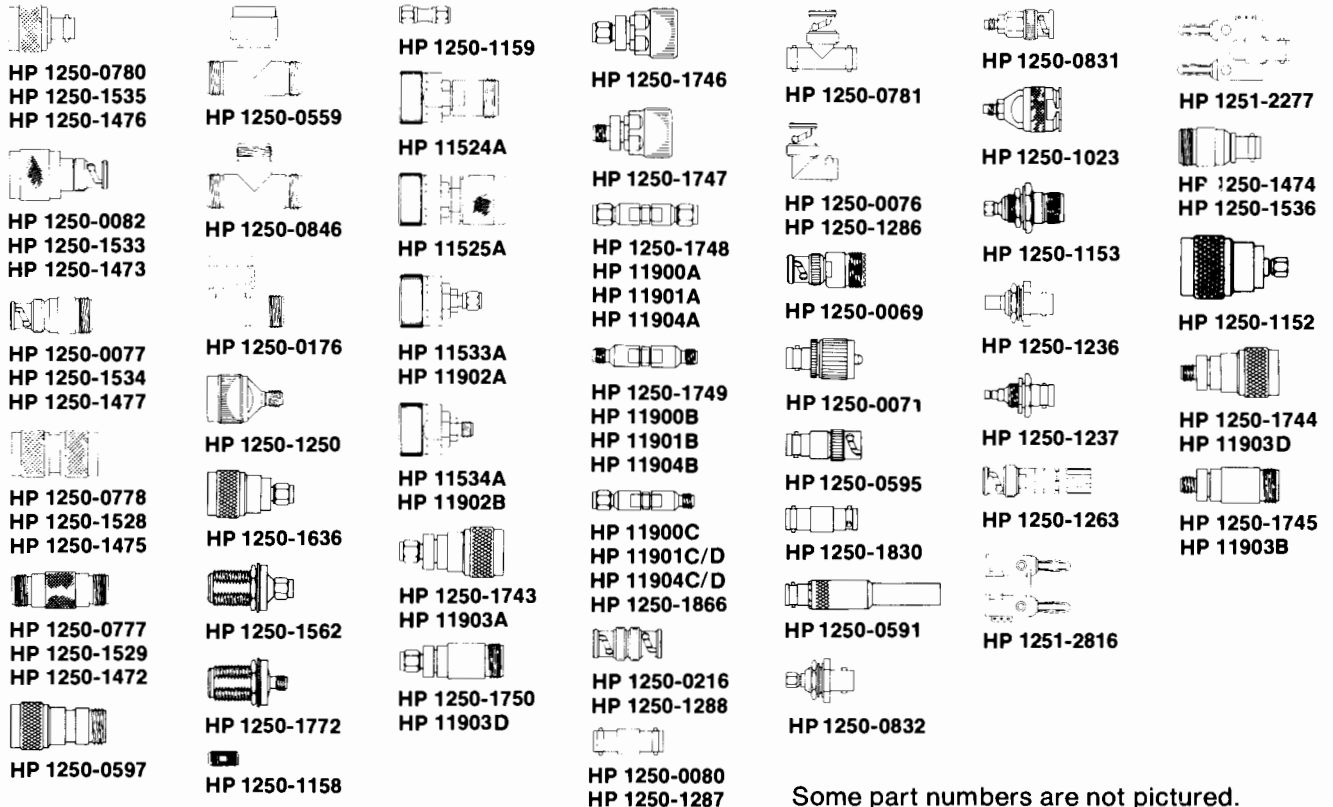 HP 1250-0780
HP 1250-1535
HP 1250-1476
HP 1250-0082
HP 1250-1533
HP 1250-1473
HP 1250-0077
HP 1250-1534
HP 1250-1477
HP 1250-0778
HP 1250-1528
HP 1250-1475
HP 1250-0777
HP 1250-1529
HP 1250-1472
HP 1250-0597
HP 1250-0559
HP 1250-0846
HP 1250-0176
HP 1250-1250
HP 1250-1636
HP 1250-1562
HP 1250-1772
HP 1250-1158
HP 1250-1159
HP 11524A
HP 11525A
HP 11533A
HP 11902A
HP 11534A
HP 11902B
HP 1250-1743
HP 11903A
HP 1250-1750
HP 11903D
HP 1250-1746
HP 1250-1747
HP 1250-1748
HP 11900A
HP 11901A
HP 11904A
HP 1250-1749
HP 11900B
HP 11901B
HP 11904B
HP 11900C
HP 11901C/D
HP 11904C/D
HP 1250-1866
HP 1250-0216
HP 1250-1288
HP 1250-0080
HP 1250-1287
HP 1250-0781
HP 1250-0076
HP 1250-1286
HP 1250-0069
HP 1250-0071
HP 1250-0595
HP 1250-1830
HP 1250-0591
HP 1250-0832
HP 1250-0831
HP 1250-1023
HP 1250-1153
HP 1250-1236
HP 1250-1237
HP 1250-1263
HP 1251-2816
HP 1251-2277
HP 1250-1474
HP 1250-1536
HP 1250-1152
HP 1250-1744
HP 11903D
HP 1250-1745
HP 11903B
Some part numbers are not pictured.